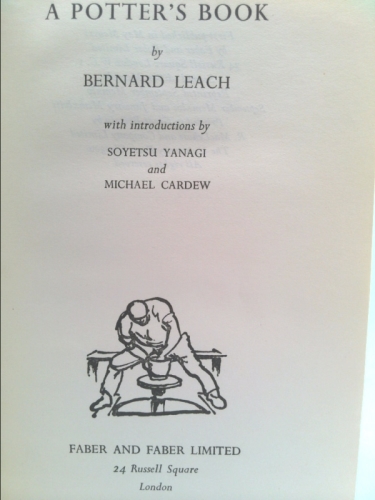 A POTTER'S BOOK
by
BERNARD LEACH
with introductions by
SOYETSU YANAGI
and
MICHAEL CARDEW
FABER AND FABER LIMITED
24 Russell Square
London